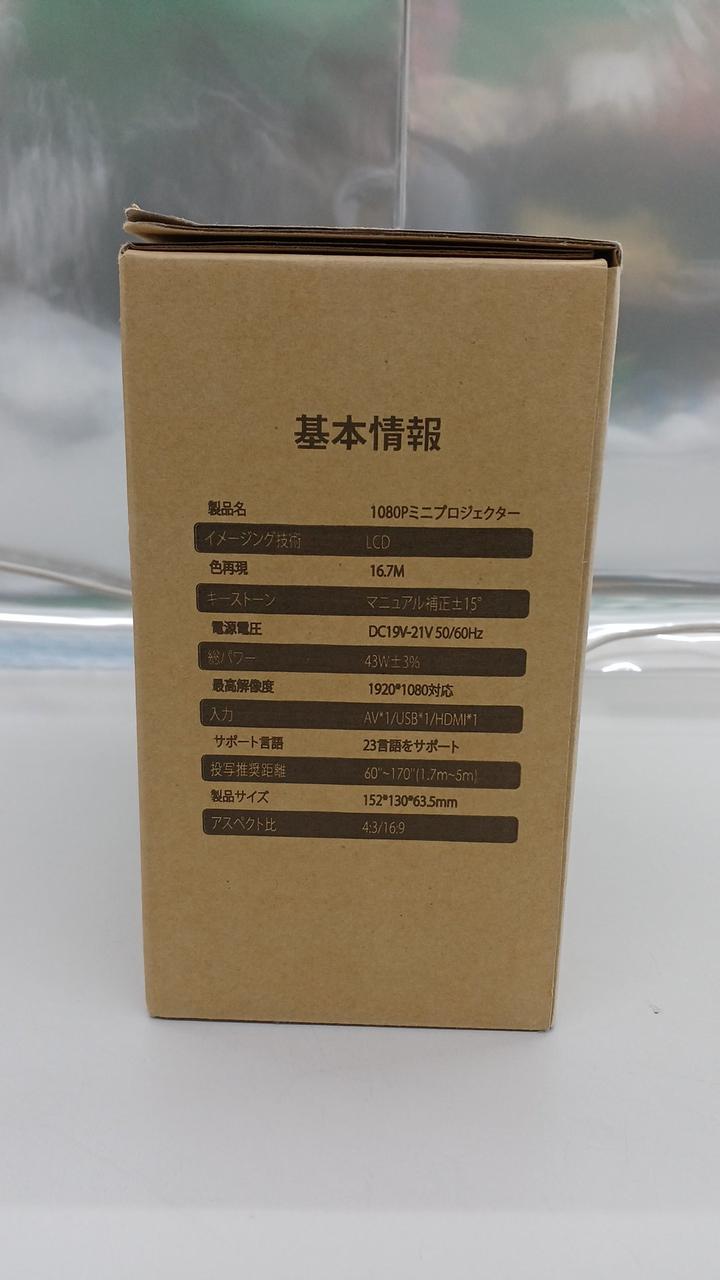 基本情報
製品名 1080Pミニプロジェクター
イメージング技術 LCD
色再現 16.7M
キーストーン マニュアル補正±15°
電源電圧 DC19V-21V 50/60Hz
総パワー 43W±3%
最高解像度 1920*1080対応
入力 AV*1/USB*1/HDMI*1
サポート言語 23言語をサポート
投写推奨距離 60"~170"(1.7m~5m)
製品サイズ 152*130*63.5mm
アスペクト比 4:3/16:9